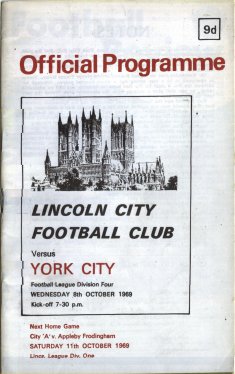 9d
Official Programme
LINCOLN CITY
FOOTBALL CLUB
Versus
YORK CITY
Football League Division Four
WEDNESDAY 8th OCTOBER 1969
Kick-off 7-30 p.m.
Next Home Game
City 'A' v. Appleby Frodingham
SATURDAY 11th OCTOBER 1969
Lincs. League Div. One